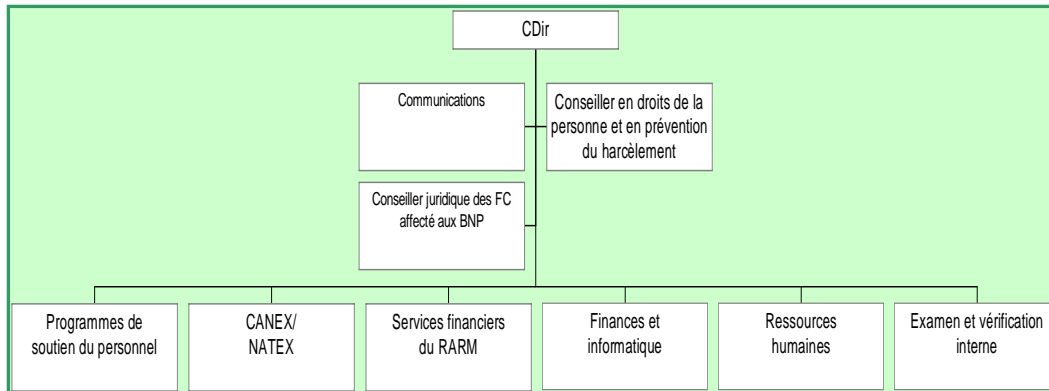 CDir
Communications
Conseiller en droits de la
personne et en prévention
du harcèlement
Conseiller juridique des FC
affecté aux BNP
Programmes de
soutien du personnel
CANEX/
NATEX
Services financiers
du RARM
Finances et
informatique
Ressources
humaines
Examen et vérification
interne